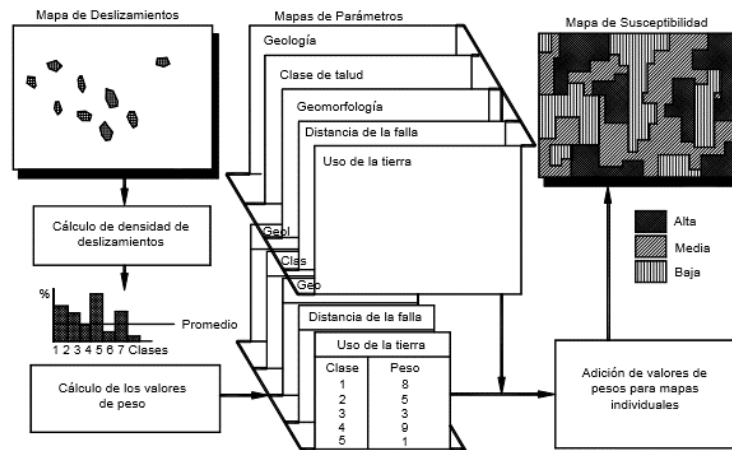 Mapa de Deslizamientos
Mapas de Parámetros
Mapa de Susceptibilidad
Geología
Clase de talud
Geomorfología
Distancia de la falla
Uso de la tierra
Cálculo de densidad de
deslizamientos
Geol
Clas
Geo
Alta
Media
Baja
%
Promedio
1 2 3 4 5 6 7 Clases
Distancia de la falla
Uso de la tierra
Clase Peso
1 8
2 5
3 3
4 9
5 1
Cálculo de los valores
de peso
Adición de valores de
pesos para mapas
individuales